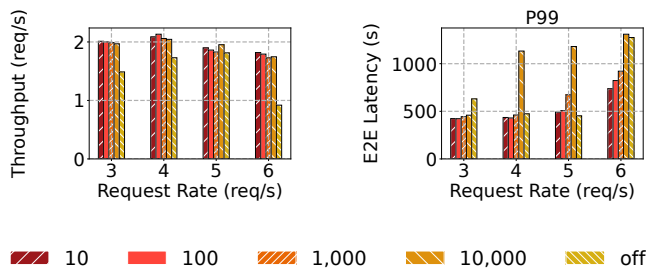 Throughput (req/s)
2
1
0
3 4 5 6
Request Rate (req/s)
P99
E2E Latency (s)
1000
500
0
3 4 5 6
Request Rate (req/s)
10 100 1,000 10,000 off